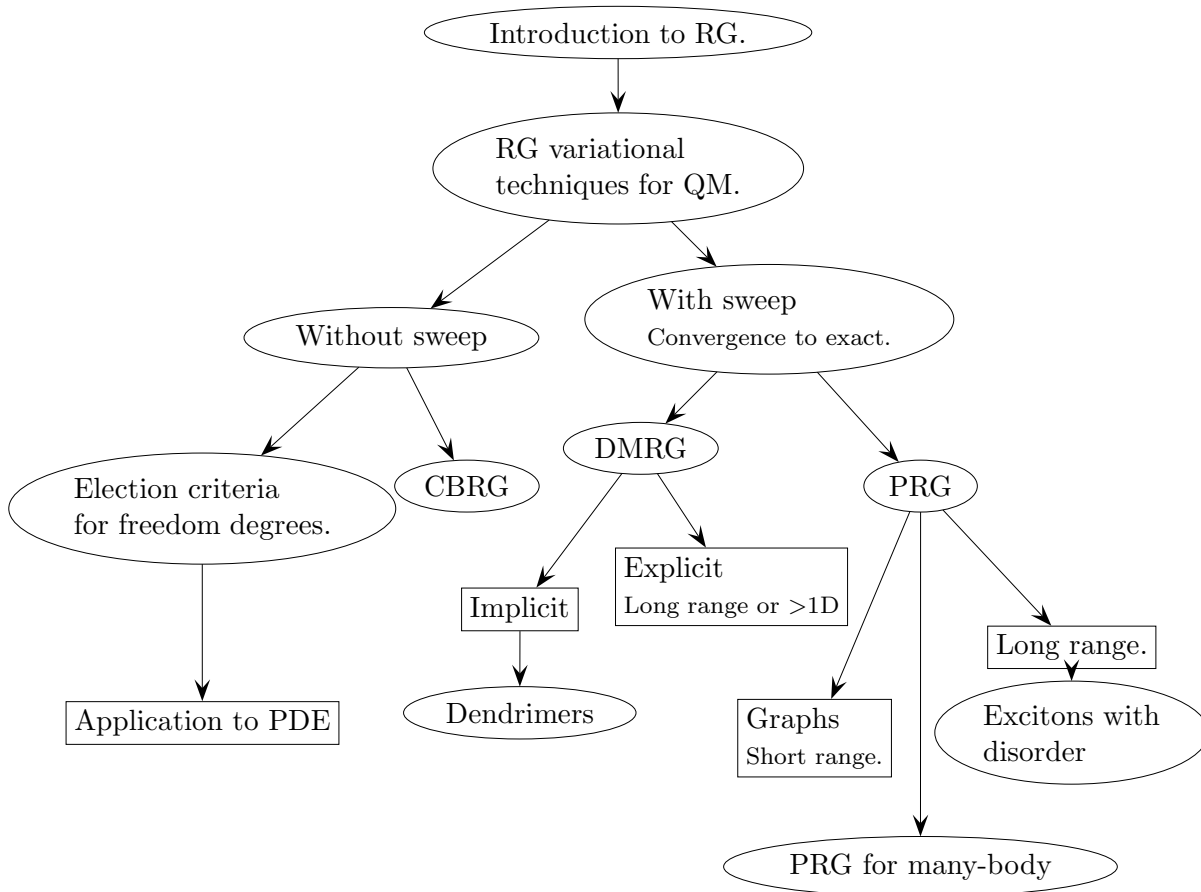 Introduction to RG.
RG variational
techniques for QM.
With sweep
Convergence to exact.
Without sweep
DMRG
Election criteria
for freedom degrees.
CBRG
PRG
Explicit
Long range or >1D
Implicit
Long range.
Application to PDE
Dendrimers
Graphs
Short range.
Excitons with
disorder
PRG for many-body